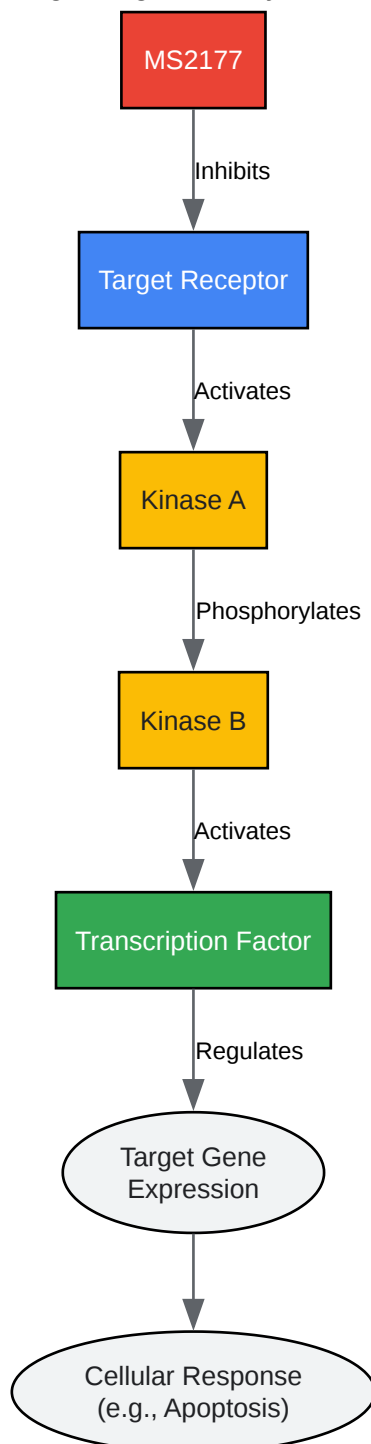 MS2177
Inhibits
Target Receptor
Activates
Kinase A
Phosphorylates
Kinase B
Activates
Transcription Factor
Regulates
Target Gene
Expression
Cellular Response
(e.g., Apoptosis)